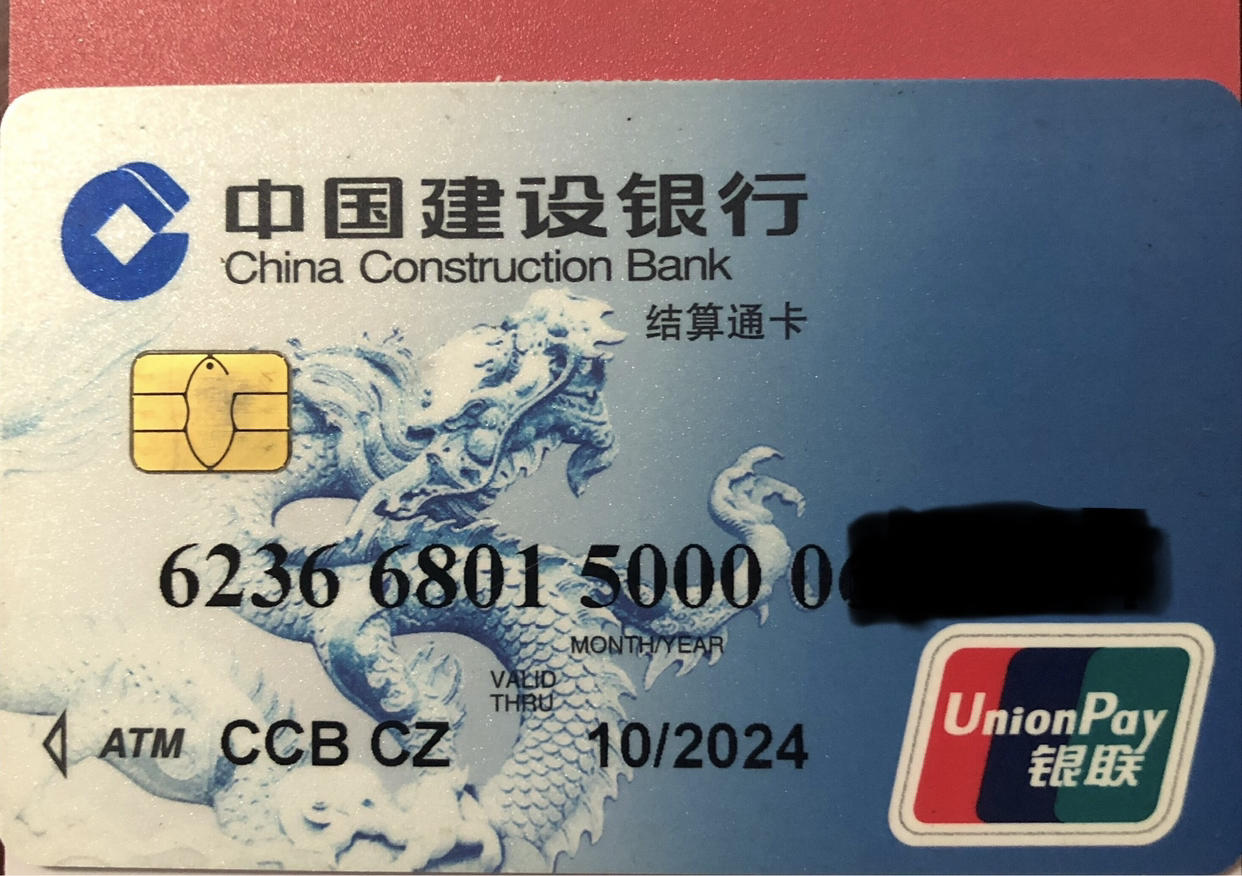 中国建设银行
China Construction Bank
结算通卡
6236 6801 5000 0
MONTH/YEAR
VALID
THRU
ATM CCB CZ 10/2024
UnionPay
银联